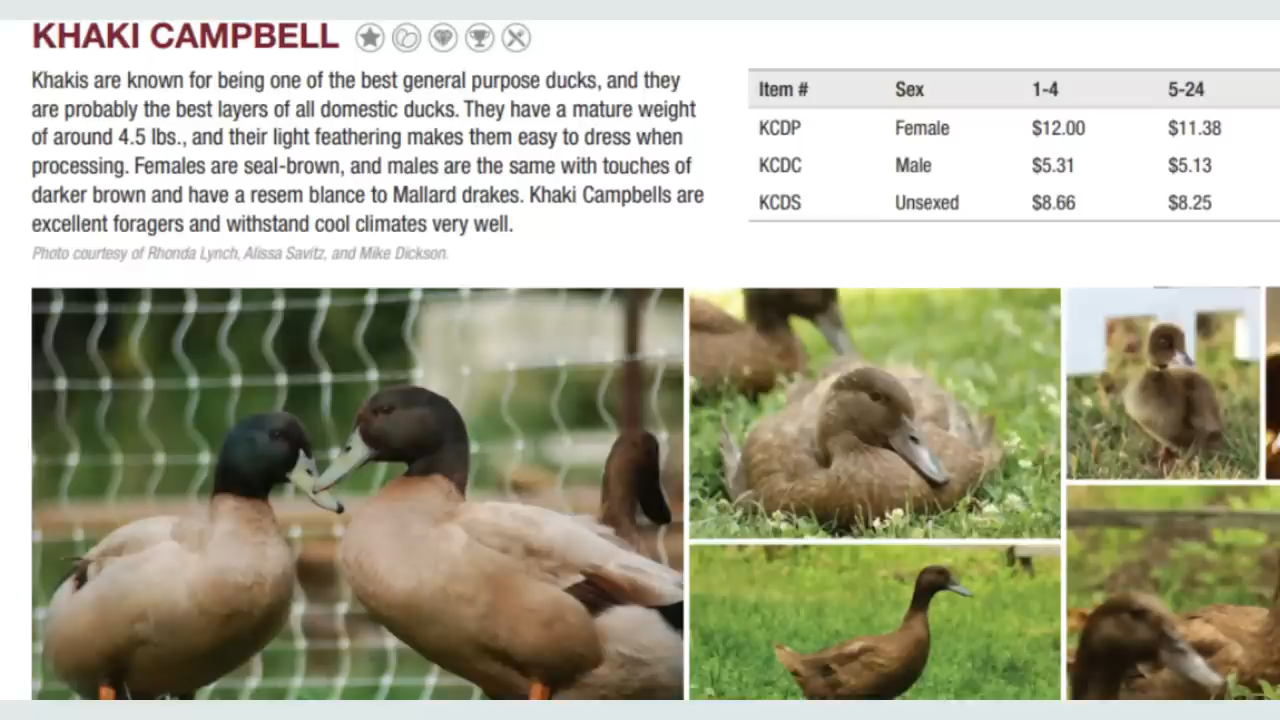 KHAKI CAMPBELL
Khakis are known for being one of the best general purpose ducks, and they
are probably the best layers of all domestic ducks. They have a mature weight
of around 4.5 lbs., and their light feathering makes them easy to dress when
processing. Females are seal-brown, and males are the same with touches of
darker brown and have a resem blance to Mallard drakes. Khaki Campbells are
excellent foragers and withstand cool climates very well.
Photo courtesy of Rhonda Lynch, Alissa Savitz, and Mike Dickson.
Item # Sex 1-4 5-24
KCDP Female $12.00 $11.38
KCDC Male $5.31 $5.13
KCDS Unsexed $8.66 $8.25